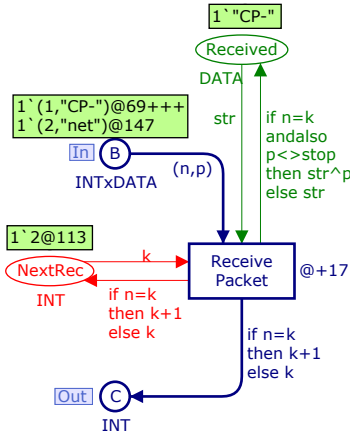 1`"CP-"
Received
DATA
1`(1,"CP-")@69+++
1`(2,"net")@147
str
if n=k
andalso
p<>stop
then str^p
else str
In
B
(n,p)
INTxDATA
1`2@113
k
NextRec
INT
if n=k
then k+1
else k
Receive
Packet
@+17
if n=k
then k+1
else k
Out
C
INT